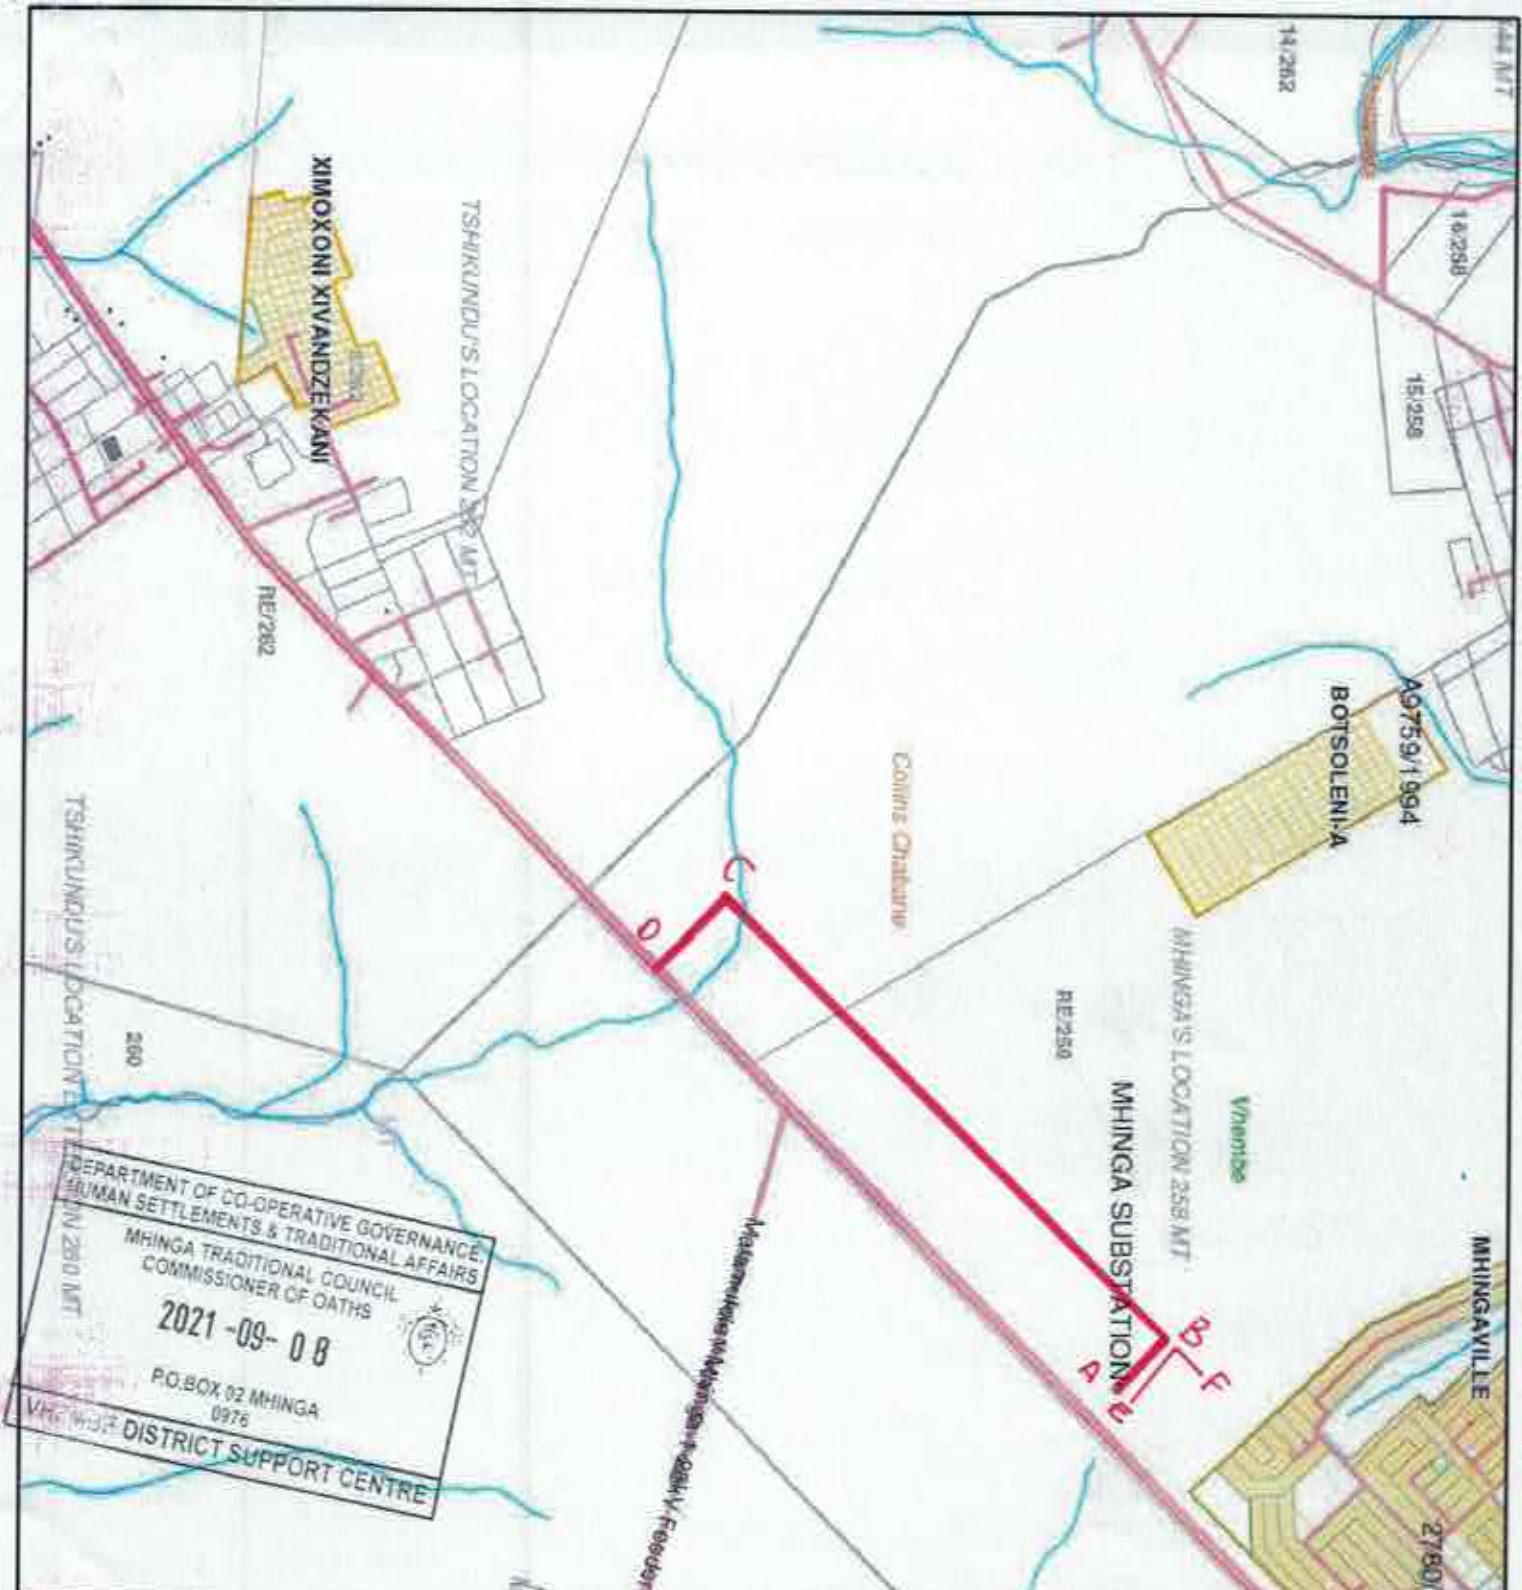 14/262
16/258
15/258
XIMOXONI XIVANDZEKANI
TSHIKUNDU'S LOCATION 262 MT
RE/262
A9759/1994
BOTSOLENI-A
Collins Chabane
MHINGA'S LOCATION 258 MT
RE/258
Vhembe
MHINGA SUBSTATION
MHINGAVILLE
C
D
B
F
A
E
260
DEPARTMENT OF CO-OPERATIVE GOVERNANCE,
HUMAN SETTLEMENTS & TRADITIONAL AFFAIRS
MHINGA TRADITIONAL COUNCIL
COMMISSIONER OF OATHS
2021 -09- 08
P.O.BOX 02 MHINGA
0976
DISTRICT SUPPORT CENTRE